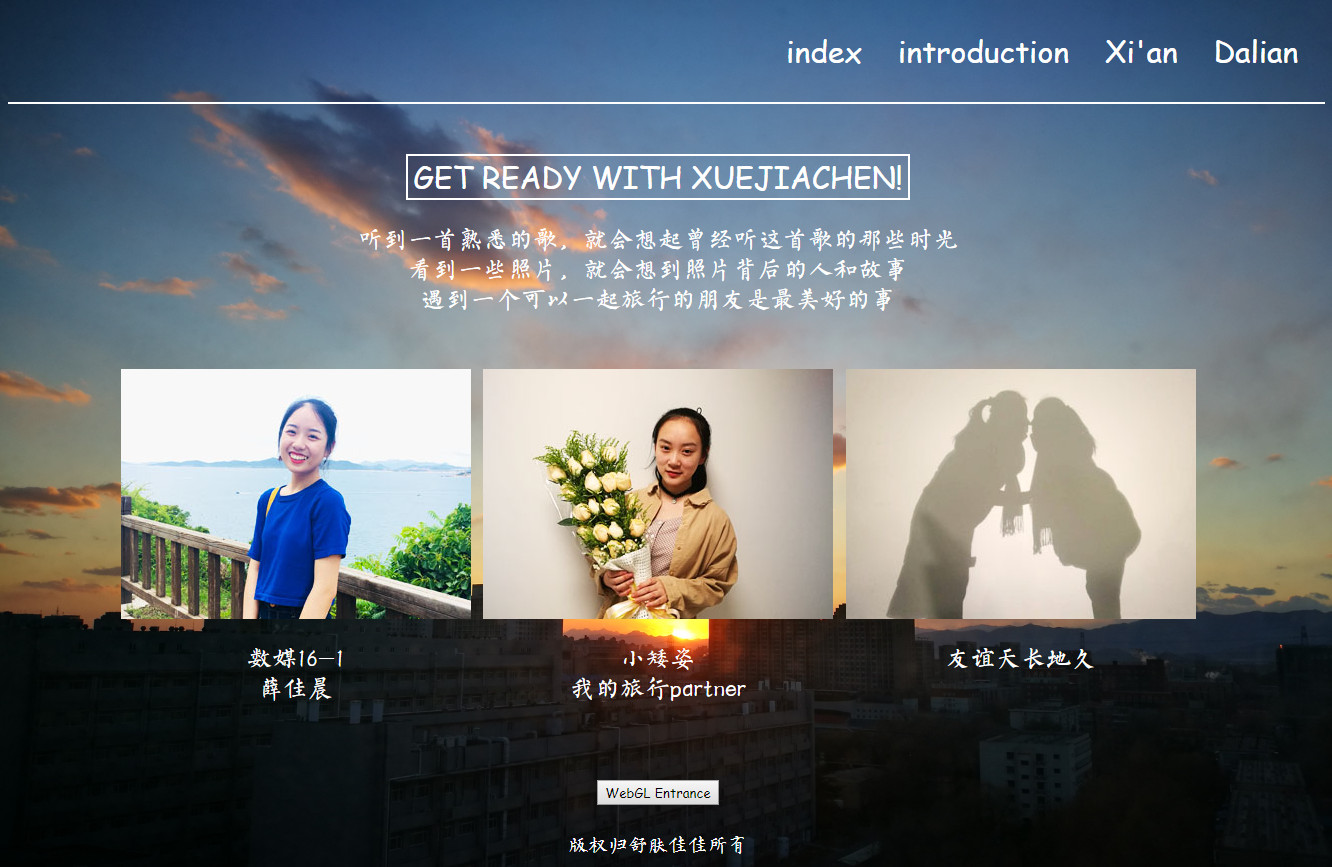 index introduction Xi'an Dalian
GET READY WITH XUEJIACHEN!
听到一首熟悉的歌，就会想起曾经听这首歌的那些时光
看到一些照片，就会想到照片背后的人和故事
遇到一个可以一起旅行的朋友是最美好的事
数媒16-1
薛佳晨
小矮姿
我的旅行partner
友谊天长地久
WebGL Entrance
版权归舒肤佳佳所有